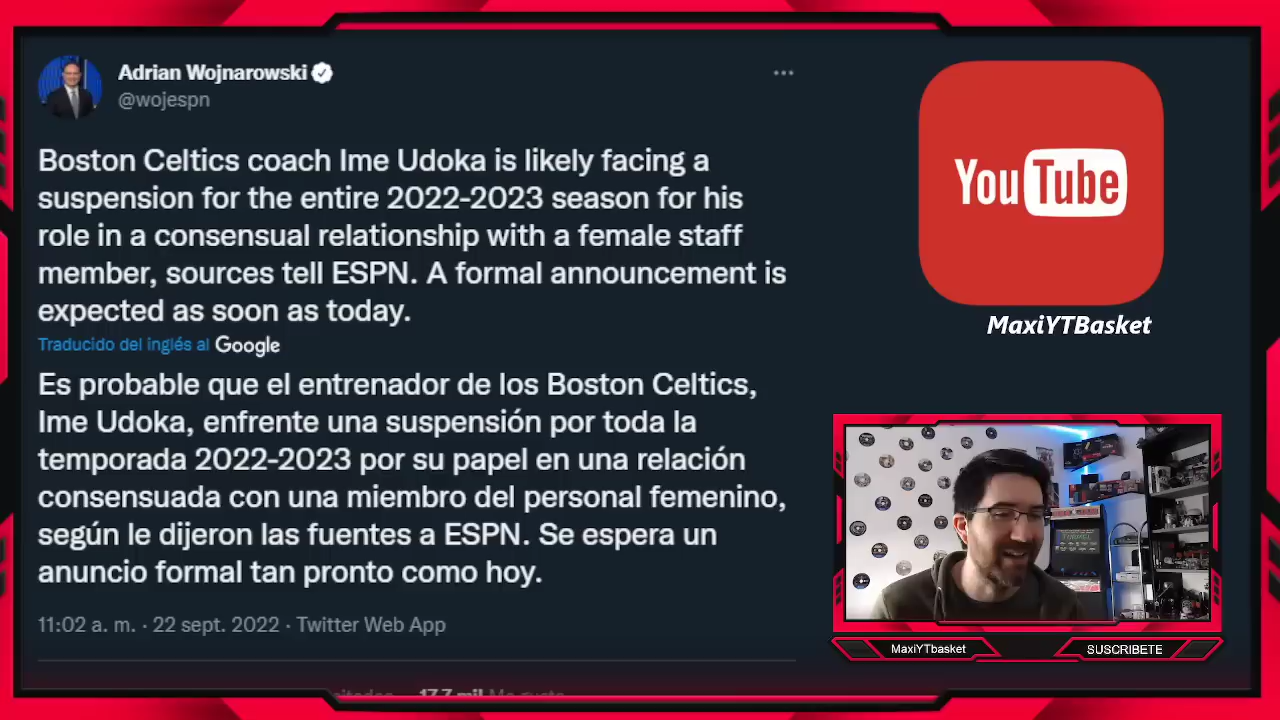 Adrian Wojnarowski
@wojespn
Boston Celtics coach Ime Udoka is likely facing a
suspension for the entire 2022-2023 season for his
role in a consensual relationship with a female staff
member, sources tell ESPN. A formal announcement is
expected as soon as today.
Traducido del inglés al Google
Es probable que el entrenador de los Boston Celtics,
Ime Udoka, enfrente una suspensión por toda la
temporada 2022-2023 por su papel en una relación
consensuada con una miembro del personal femenino,
según le dijeron las fuentes a ESPN. Se espera un
anuncio formal tan pronto como hoy.
11:02 a. m. · 22 sept. 2022 · Twitter Web App
17,7 mil Me gusta
YouTube
MaxiYTBasket
MaxiYTbasket
SUSCRIBETE